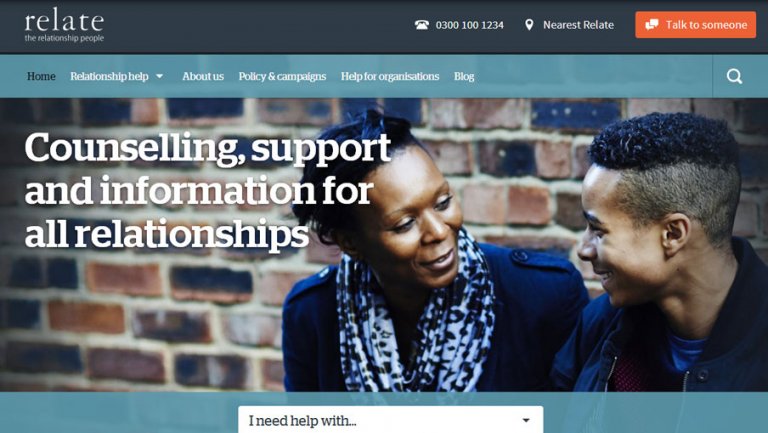 relate
the relationship people
0300 100 1234
Nearest Relate
Talk to someone
Home
Relationship help
About us
Policy & campaigns
Help for organisations
Blog
Counselling, support
and information for
all relationships
I need help with...